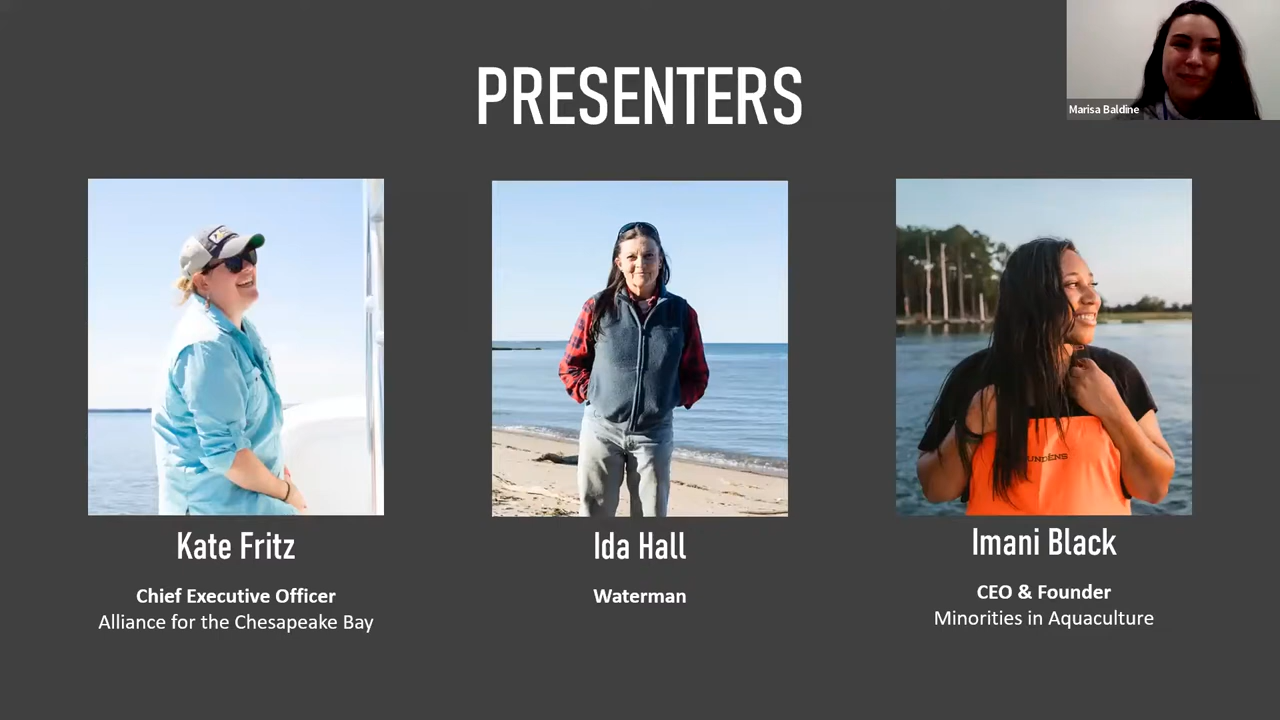 PRESENTERS
Marisa Baldine
Kate Fritz
Chief Executive Officer
Alliance for the Chesapeake Bay
Ida Hall
Waterman
Imani Black
CEO & Founder
Minorities in Aquaculture